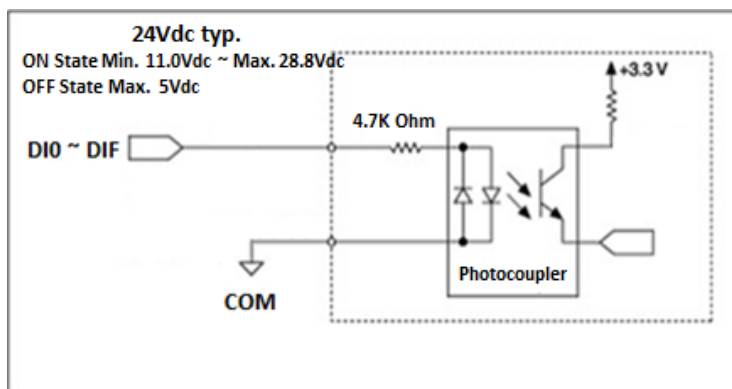 24Vdc typ.
ON State Min. 11.0Vdc ~ Max. 28.8Vdc
OFF State Max. 5Vdc
+3.3 V
4.7K Ohm
DI0 ~ DIF
Photocoupler
COM